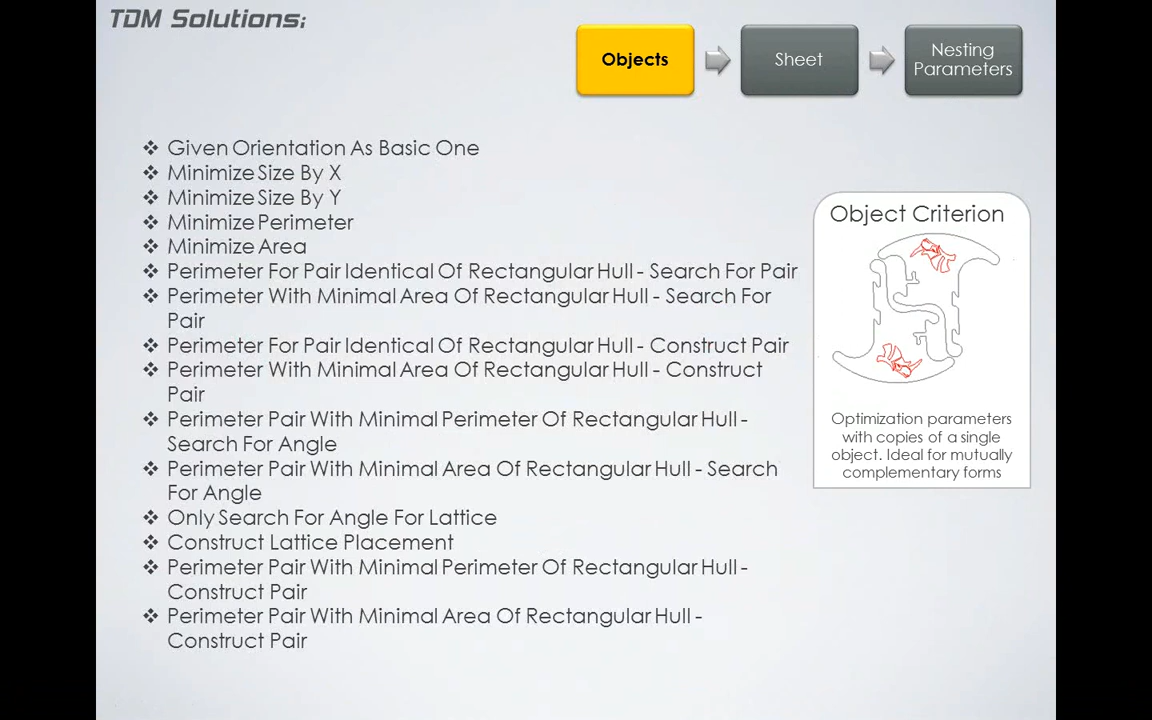 TDM Solutions;
Objects
Sheet
Nesting
Parameters
Given Orientation As Basic One
Minimize Size By X
Minimize Size By Y
Minimize Perimeter
Minimize Area
Perimeter For Pair Identical Of Rectangular Hull - Search For Pair
Perimeter With Minimal Area Of Rectangular Hull - Search For
Pair
Perimeter For Pair Identical Of Rectangular Hull - Construct Pair
Perimeter With Minimal Area Of Rectangular Hull - Construct
Pair
Perimeter Pair With Minimal Perimeter Of Rectangular Hull -
Search For Angle
Perimeter Pair With Minimal Area Of Rectangular Hull - Search
For Angle
Only Search For Angle For Lattice
Construct Lattice Placement
Perimeter Pair With Minimal Perimeter Of Rectangular Hull -
Construct Pair
Perimeter Pair With Minimal Area Of Rectangular Hull -
Construct Pair
Object Criterion
Optimization parameters
with copies of a single
object. Ideal for mutually
complementary forms